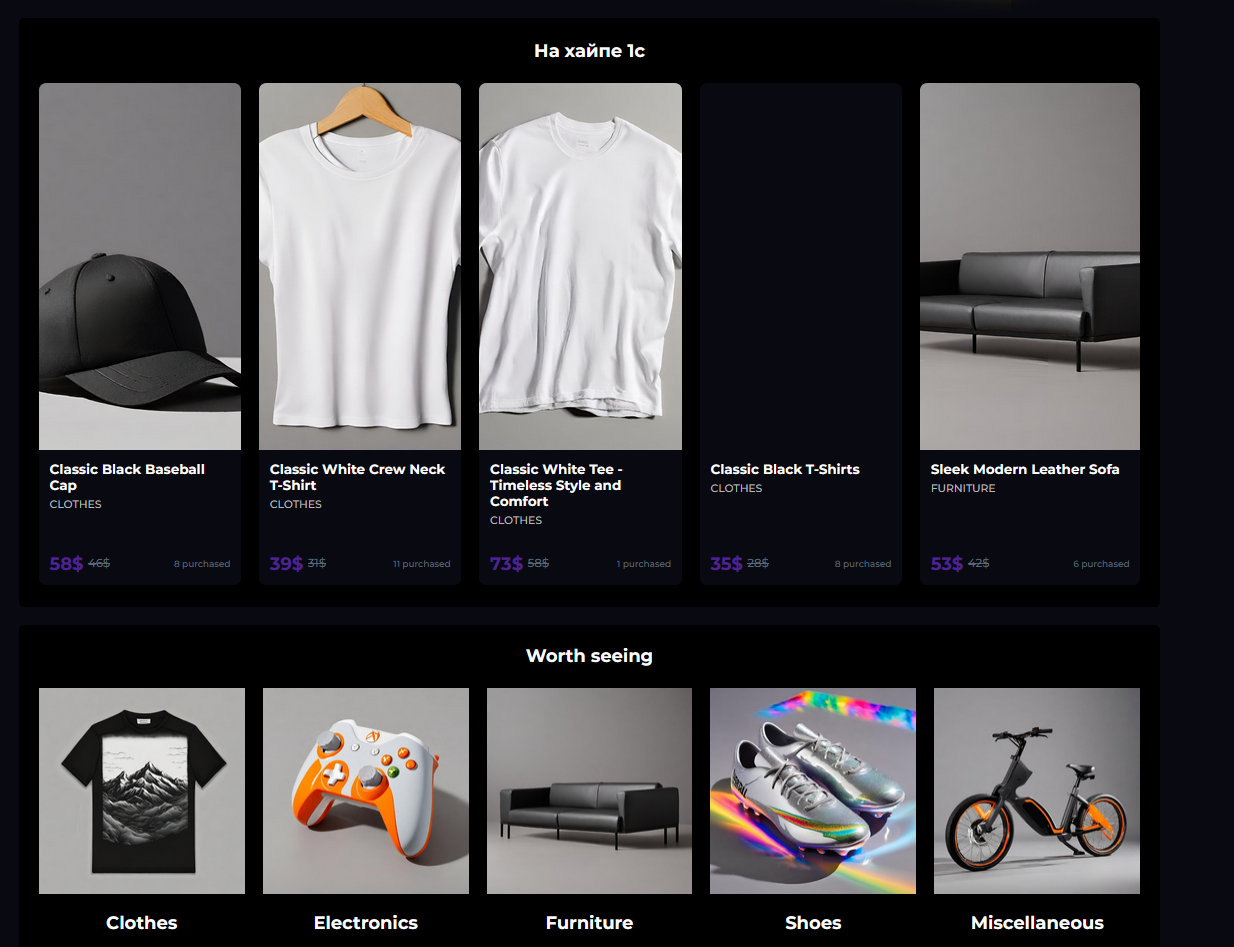 На хайпе 1с
Classic Black Baseball
Cap
CLOTHES
58$ 46$ 8 purchased
Classic White Crew Neck
T-Shirt
CLOTHES
39$ 31$ 11 purchased
Classic White Tee -
Timeless Style and
Comfort
CLOTHES
73$ 58$ 1 purchased
Classic Black T-Shirts
CLOTHES
35$ 28$ 8 purchased
Sleek Modern Leather Sofa
FURNITURE
53$ 42$ 6 purchased
Worth seeing
Clothes
Electronics
Furniture
Shoes
Miscellaneous